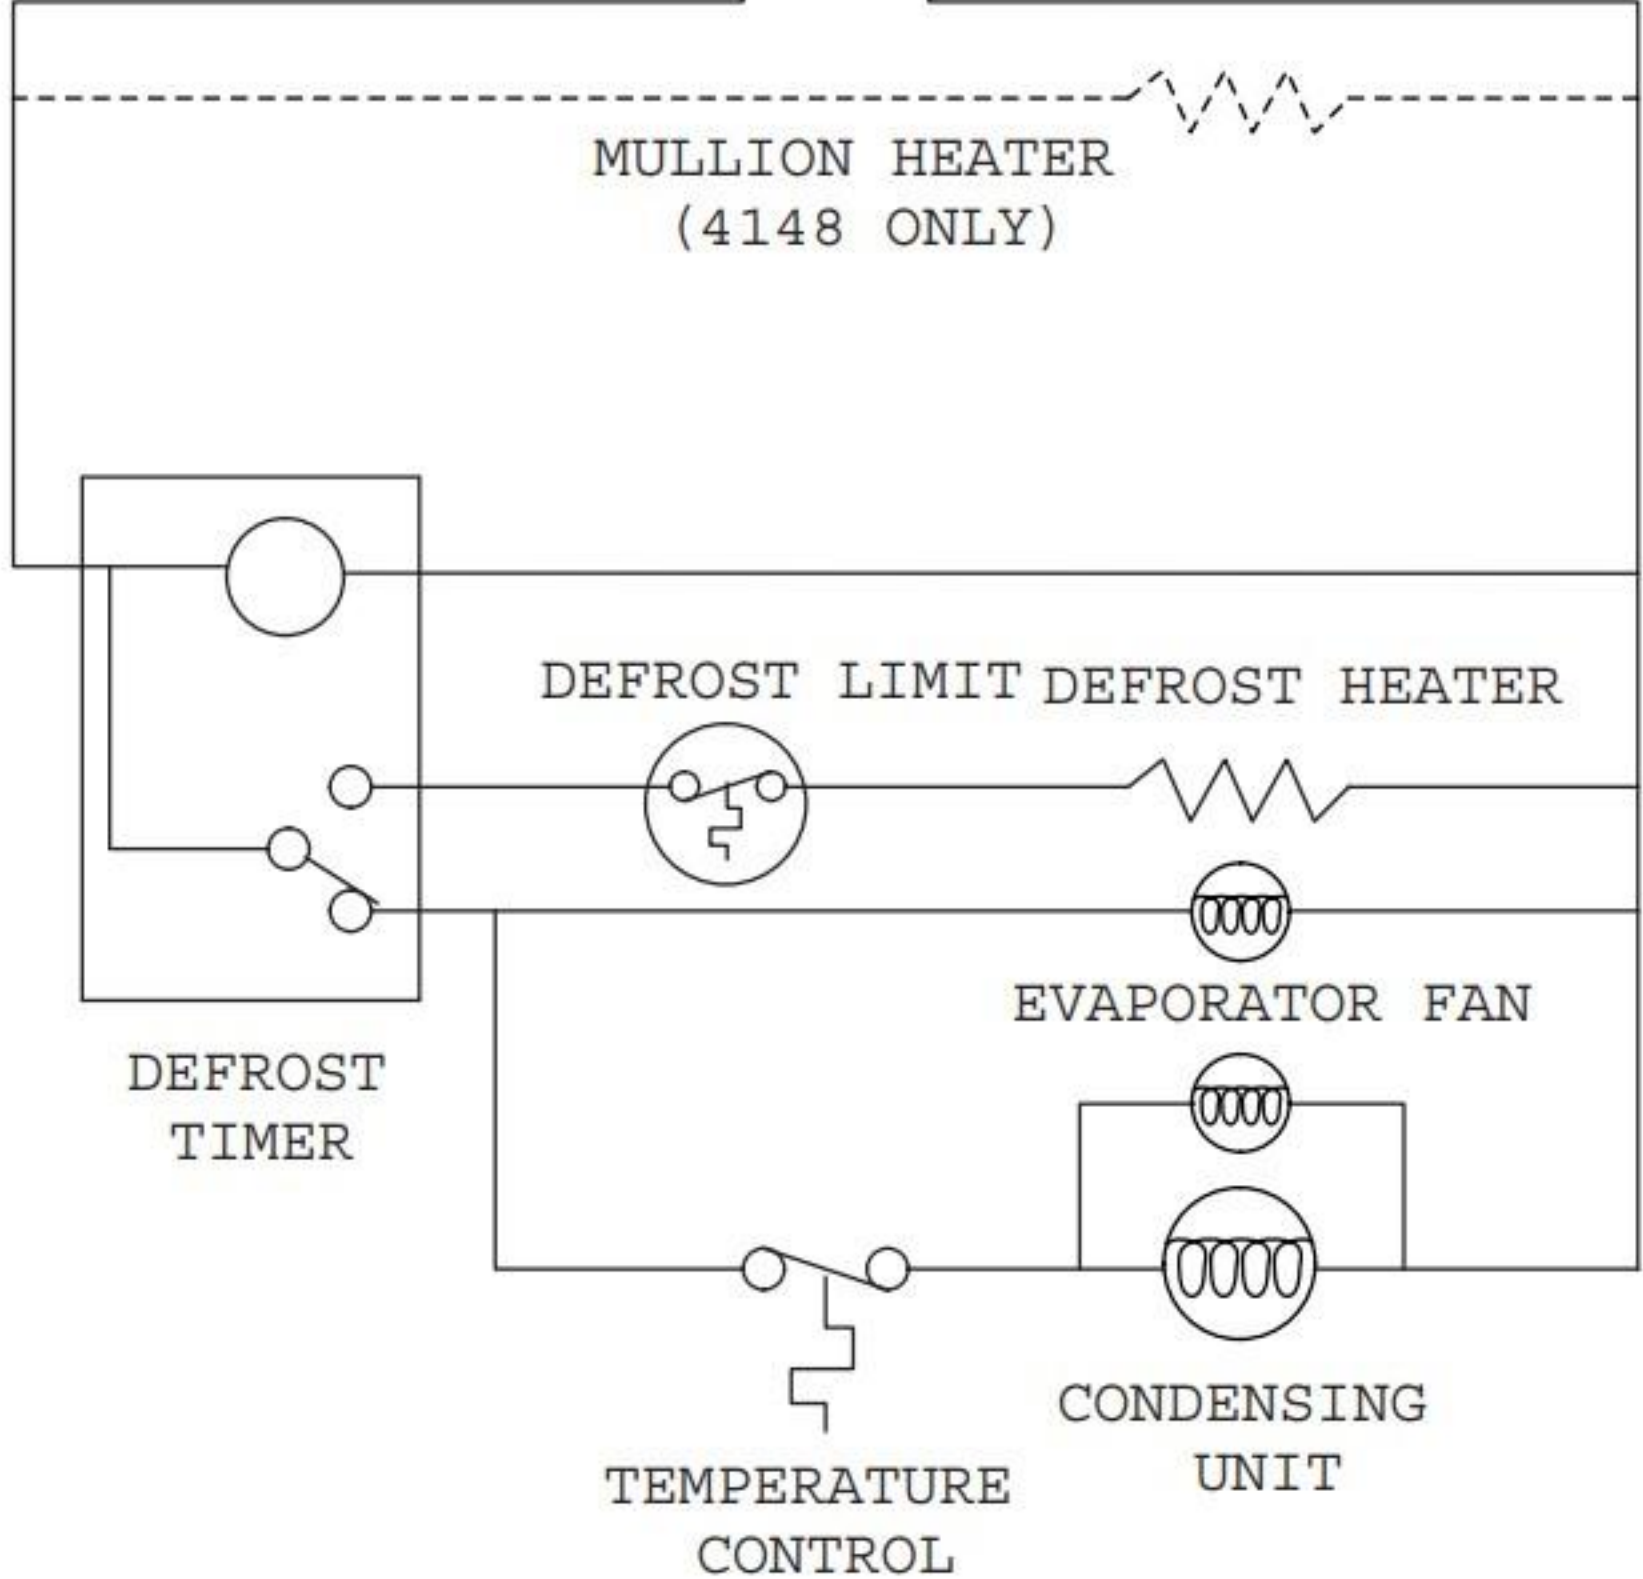 MULLION HEATER
(4148 ONLY)
DEFROST LIMIT
DEFROST HEATER
EVAPORATOR FAN
DEFROST
TIMER
CONDENSING
UNIT
TEMPERATURE
CONTROL